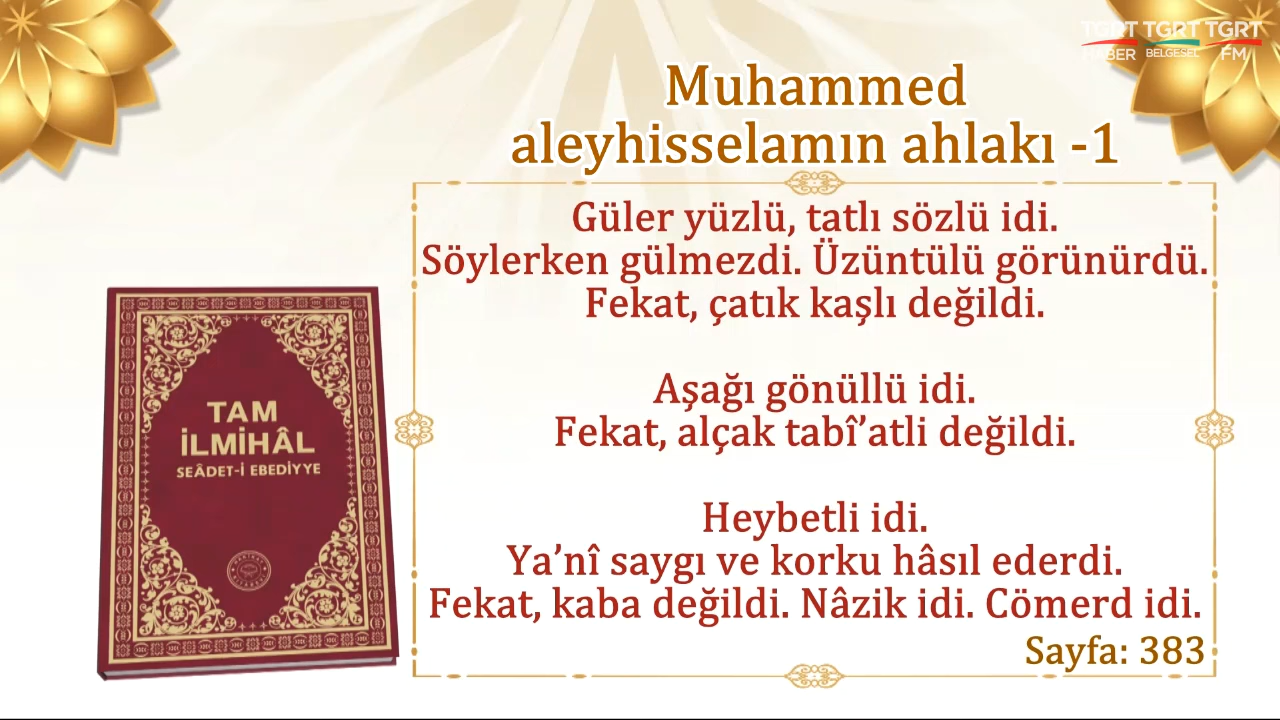 TGRT TGRT TGRT
HABER BELGESEL FM
Muhammed
aleyhisselamın ahlakı -1
Güler yüzlü, tatlı sözlü idi.
Söylerken gülmezdi. Üzüntülü görünürdü.
Fekat, çatık kaşlı değildi.
Aşağı gönüllü idi.
Fekat, alçak tabî’atli değildi.
Heybetli idi.
Ya’nî saygı ve korku hâsıl ederdi.
Fekat, kaba değildi. Nâzik idi. Cömerd idi.
Sayfa: 383
TAM
İLMİHÂL
SEÂDET-İ EBEDİYYE